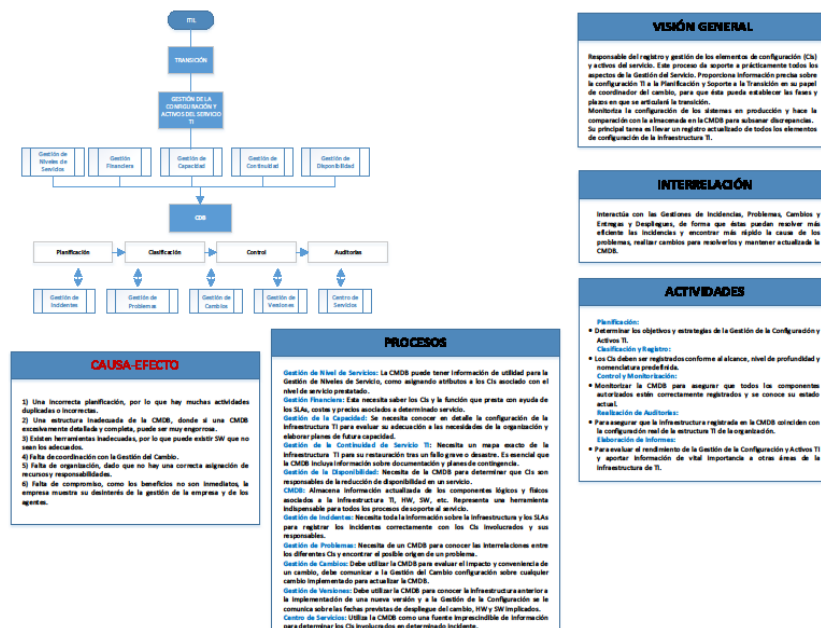 ITIL
TRANSICIÓN
GESTIÓN DE LA
CONFIGURACIÓN Y
ACTIVOS DEL SERVICIO
TI
Gestión de
Niveles de
Servicios
Gestión
Financiera
Gestión de
Capacidad
Gestión de
Continuidad
Gestión de
Disponibilidad
CDB
Planificación
Clasificación
Control
Auditorias
Gestión de
Incidentes
Gestión de
Problemas
Gestión de
Cambios
Gestión de
Versiones
Centro de
Servicios
VISIÓN GENERAL
Responsable del registro y gestión de los elementos de configuración (CIs)
y activos del servicio. Este proceso da soporte a prácticamente todos los
aspectos de la Gestión del Servicio. Proporciona información precisa sobre
la configuración TI a la Planificación y Soporte a la Transición en su papel
de coordinador del cambio, para que ésta pueda establecer las fases y
plazos en que se articulará la transición.
Monitoriza la configuración de los sistemas en producción y hace la
comparación con la almacenada en la CMDB para subsanar discrepancias.
Su principal tarea es llevar un registro actualizado de todos los elementos
de configuración de la infraestructura TI.
INTERRELACIÓN
Interactúa con las Gestiones de Incidencias, Problemas, Cambios y
Entregas y Despliegues, de forma que éstas puedan resolver más
eficiente las incidencias y encontrar más rápido la causa de los
problemas, realizar cambios para resolverlos y mantener actualizada la
CMDB.
ACTIVIDADES
Planificación:
• Determinar los objetivos y estrategias de la Gestión de la Configuración y
Activos TI.
Clasificación y Registro:
• Los CIs deben ser registrados conforme al alcance, nivel de profundidad y
nomenclatura predefinida.
Control y Monitorización:
• Monitorizar la CMDB para asegurar que todos los componentes
autorizados estén correctamente registrados y se conoce su estado
actual.
Realización de Auditorías:
• Para asegurar que la infraestructura registrada en la CMDB coinciden con
la configuración real de la estructura TI de la organización.
Elaboración de Informes:
• Para evaluar el rendimiento de la Gestión de la Configuración y Activos TI
y aportar información de vital importancia a otras áreas de la
infraestructura de TI.
CAUSA-EFECTO
1) Una incorrecta planificación, por lo que hay muchas actividades
duplicadas o incorrectas.
2) Una estructura inadecuada de la CMDB, donde si una CMDB
excesivamente detallada y completa, puede ser muy engorrosa.
3) Existen herramientas inadecuadas, por lo que puede existir SW que no
sean los adecuados.
4) Falta de coordinación con la Gestión del Cambio.
5) Falta de organización, dado que no hay una correcta asignación de
recursos y responsabilidades.
6) Falta de compromiso, como los beneficios no son inmediatos, la
empresa muestra su desinterés de la gestión de la empresa y de los
agentes.
PROCESOS
Gestión de Nivel de Servicios: La CMDB puede tener información de utilidad para la
Gestión de Niveles de Servicio, como asignando atributos a los CIs asociado con el
nivel de servicio prestado.
Gestión Financiera: Esta necesita saber los CIs y la función que presta con ayuda de
los SLAs, costes y precios asociados a determinado servicio.
Gestión de la Capacidad: Se necesita conocer en detalle la configuración de la
infraestructura TI para evaluar su adecuación a las necesidades de la organización y
elaborar planes de futura capacidad.
Gestión de la Continuidad de Servicio TI: Necesita un mapa exacto de la
infraestructura TI para su restauración tras un fallo grave o desastre. Es esencial que
la CMDB incluya información sobre documentación y planes de contingencia.
Gestión de la Disponibilidad: Necesita de la CMDB para determinar que CIs son
responsables de la reducción de disponibilidad en un servicio.
CMDB: Almacena información actualizada de los componentes lógicos y físicos
asociados a la infraestructura TI, HW, SW, etc. Representa una herramienta
indispensable para todos los procesos de soporte al servicio.
Gestión de Incidentes: Necesita toda la información sobre la infraestructura y los SLAs
para registrar los incidentes correctamente con los CIs involucrados y sus
responsables.
Gestión de Problemas: Necesita de un CMDB para conocer las interrelaciones entre
los diferentes CIs y encontrar el posible origen de un problema.
Gestión de Cambios: Debe utilizar la CMDB para evaluar el impacto y conveniencia de
un cambio, debe comunicar a la Gestión del Cambio configuración sobre cualquier
cambio implementado para actualizar la CMDB.
Gestión de Versiones: Debe utilizar la CMDB para conocer la infraestructura anterior a
la implementación de una nueva versión y a la Gestión de la Configuración se le
comunica sobre las fechas previstas de despliegue del cambio, HW y SW implicados.
Centro de Servicios: Utiliza la CMDB como una fuente imprescindible de información
para determinar los CIs involucrados en determinado incidente.